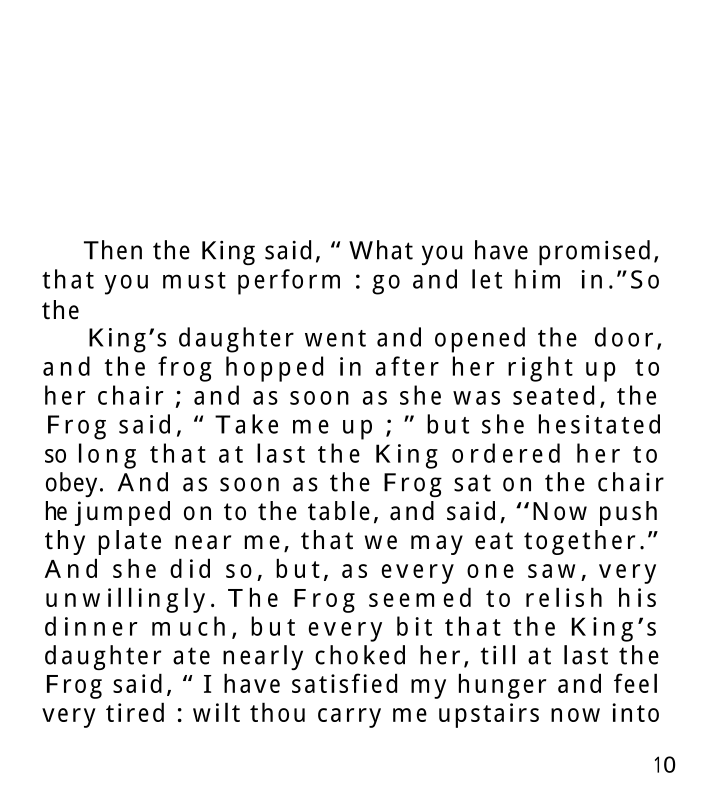 Then the King said, “ What you have promised,
that you must perform : go and let him in.”So
the
King’s daughter went and opened the door,
and the frog hopped in after her right up to
her chair ; and as soon as she was seated, the
Frog said, “ Take me up ; ” but she hesitated
so long that at last the King ordered her to
obey. And as soon as the Frog sat on the chair
he jumped on to the table, and said, ‘‘Now push
thy plate near me, that we may eat together.”
And she did so, but, as every one saw, very
unwillingly. The Frog seemed to relish his
dinner much, but every bit that the King’s
daughter ate nearly choked her, till at last the
Frog said, “ I have satisfied my hunger and feel
very tired : wilt thou carry me upstairs now into
10